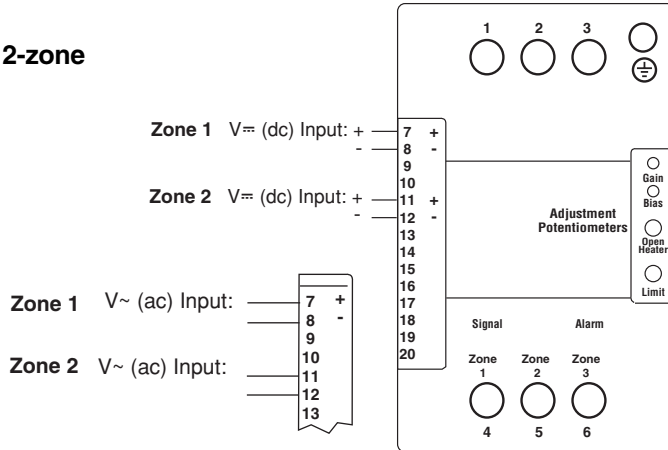 2-zone
1 2 3
Zone 1 V⎓ (dc) Input: +
-
Zone 2 V⎓ (dc) Input: +
-
7 +
8 -
9
10
11 +
12 -
13
14
15
16
17
18
19
20
Adjustment
Potentiometers
Gain
Bias
Open
Heater
Limit
Zone 1 V~ (ac) Input:
Zone 2 V~ (ac) Input:
7 +
8 -
9
10
11
12
13
Signal Alarm
Zone Zone Zone
1 2 3
4 5 6